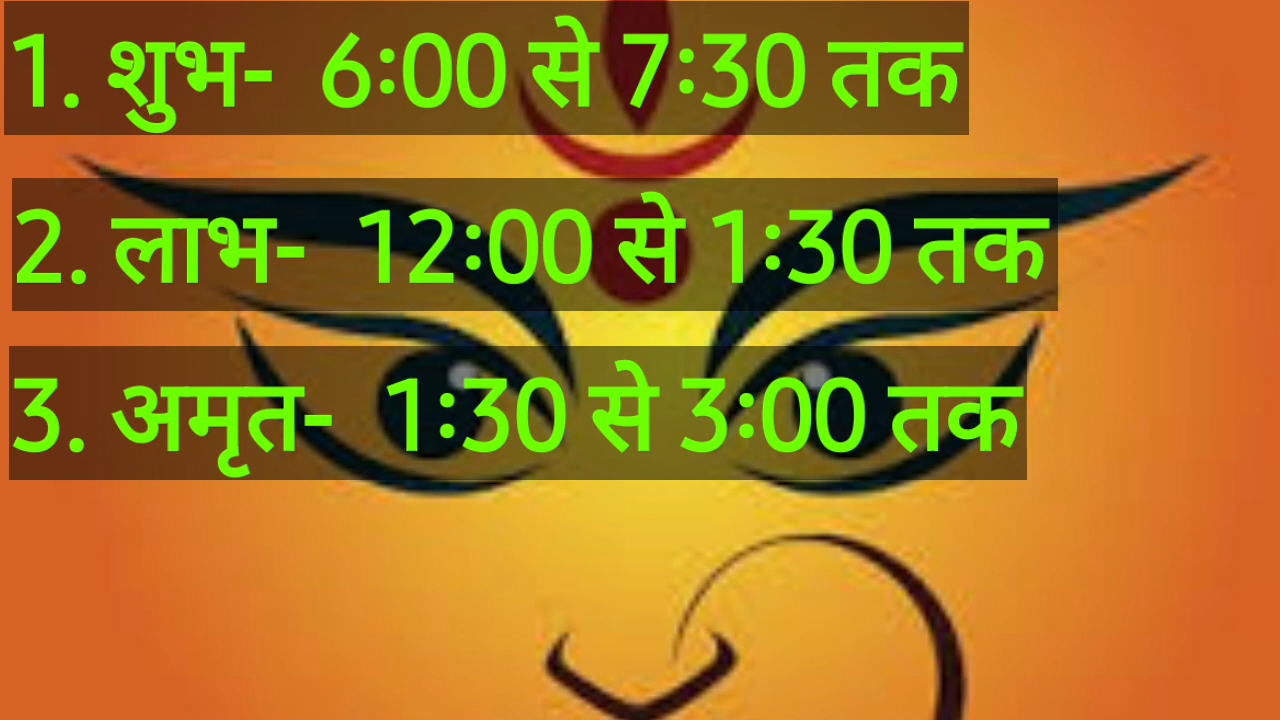 1. शुभ-  6:00 से 7:30 तक
2. लाभ-  12:00 से 1:30 तक
3. अमृत-  1:30 से 3:00 तक